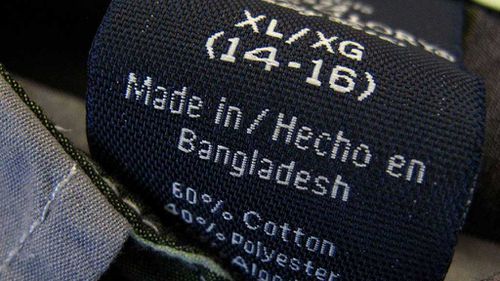 XL/XG
(14-16)
Made in/Hecho en
Bangladesh
60% Cotton
40% Polyester